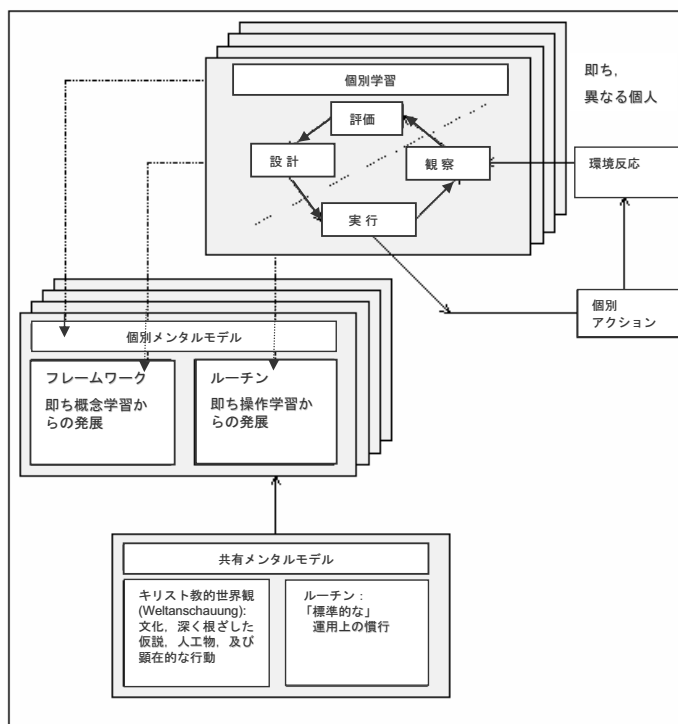 個別学習
即ち，
異なる個人
評価
設 計
観 察
実 行
環境反応
個別
アクション
個別メンタルモデル
フレームワーク
即ち概念学習か
らの発展
ルーチン
即ち操作学習か
らの発展
共有メンタルモデル
キリスト教的世界観
(Weltanschauung):
文化，深く根ざした
仮説，人工物，及び
顕在的な行動
ルーチン：
「標準的な」
運用上の慣行